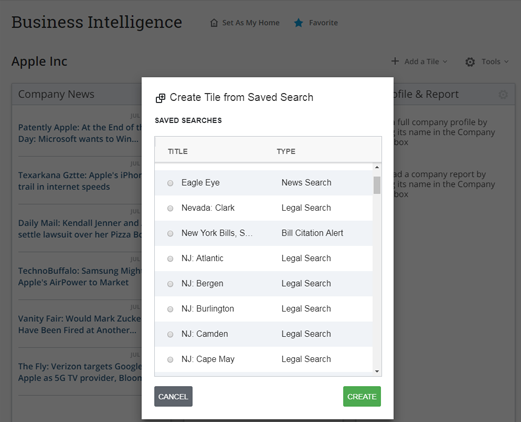 Business Intelligence
Set As My Home
Favorite
Apple Inc
Add a Tile
Tools
Company News
Patently Apple: At the End of th
Day: Microsoft wants to Win...
Texarkana Gztte: Apple's iPhon
trail in internet speeds
Daily Mail: Kendall Jenner and
settle lawsuit over her Pizza Bo
TechnoBuffalo: Samsung Might
Apple's AirPower to Market
Vanity Fair: Would Mark Zucke
Have Been Fired at Another...
The Fly: Verizon targets Google
Apple as 5G TV provider, Bloom
Create Tile from Saved Search
SAVED SEARCHES
TITLE TYPE
Eagle Eye News Search
Nevada: Clark Legal Search
New York Bills, S... Bill Citation Alert
NJ: Atlantic Legal Search
NJ: Bergen Legal Search
NJ: Burlington Legal Search
NJ: Camden Legal Search
NJ: Cape May Legal Search
CANCEL
CREATE
ofile & Report
full company profile by
g its name in the Company
box
ad a company report by
g its name in the Company
box